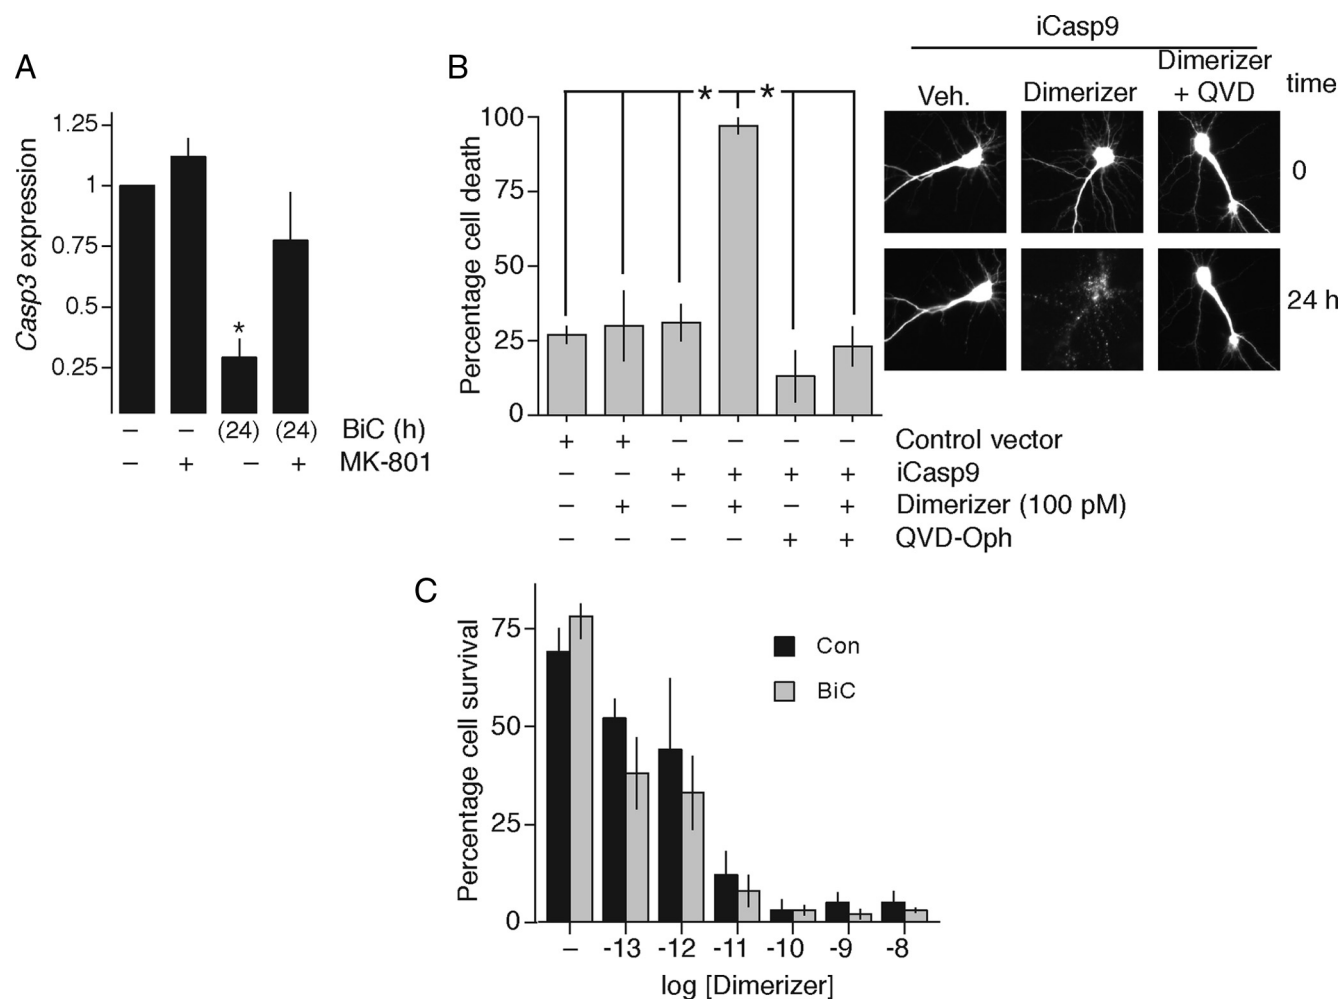 A
Casp3 expression
1.25
1
0.75
0.5
0.25
*
– – (24) (24) BiC (h)
– + – + MK-801
B
Percentage cell death
100
75
50
25
0
* *
+ + – – – – Control vector
– – + + + + iCasp9
– + – + – + Dimerizer (100 pM)
– – – – + + QVD-Oph
iCasp9
Veh. Dimerizer Dimerizer + QVD time
0
24 h
C
Percentage cell survival
75
50
25
0
Con
BiC
– -13 -12 -11 -10 -9 -8
log [Dimerizer]